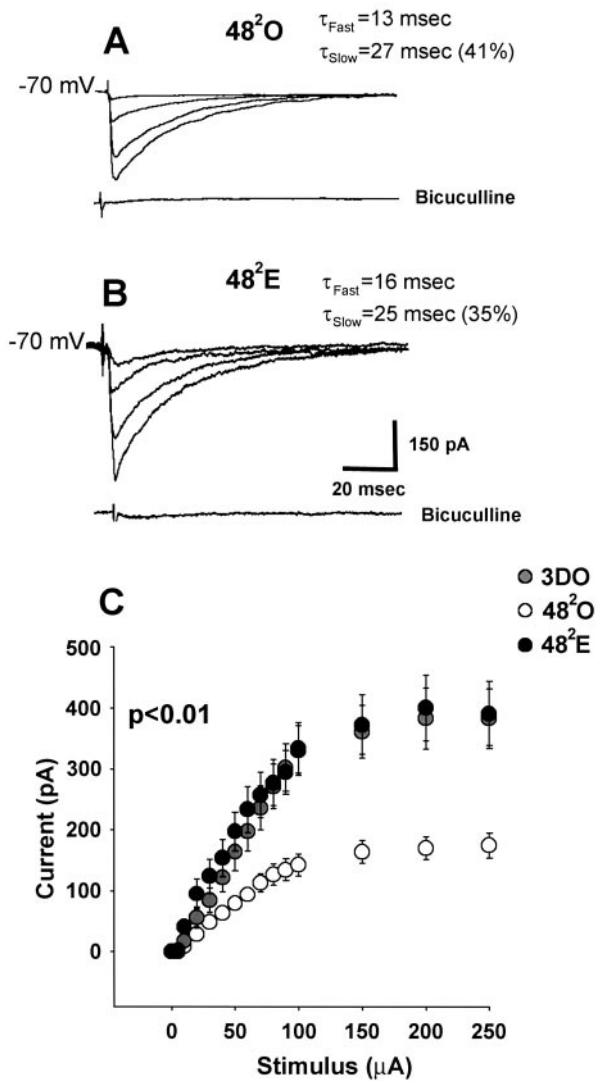 A
48²O
τFast=13 msec
τSlow=27 msec (41%)
-70 mV
Bicuculline
B
48²E
τFast=16 msec
τSlow=25 msec (35%)
-70 mV
150 pA
20 msec
Bicuculline
C
3DO
48²O
48²E
p<0.01
500
400
300
200
100
0
Current (pA)
0 50 100 150 200 250
Stimulus (µA)